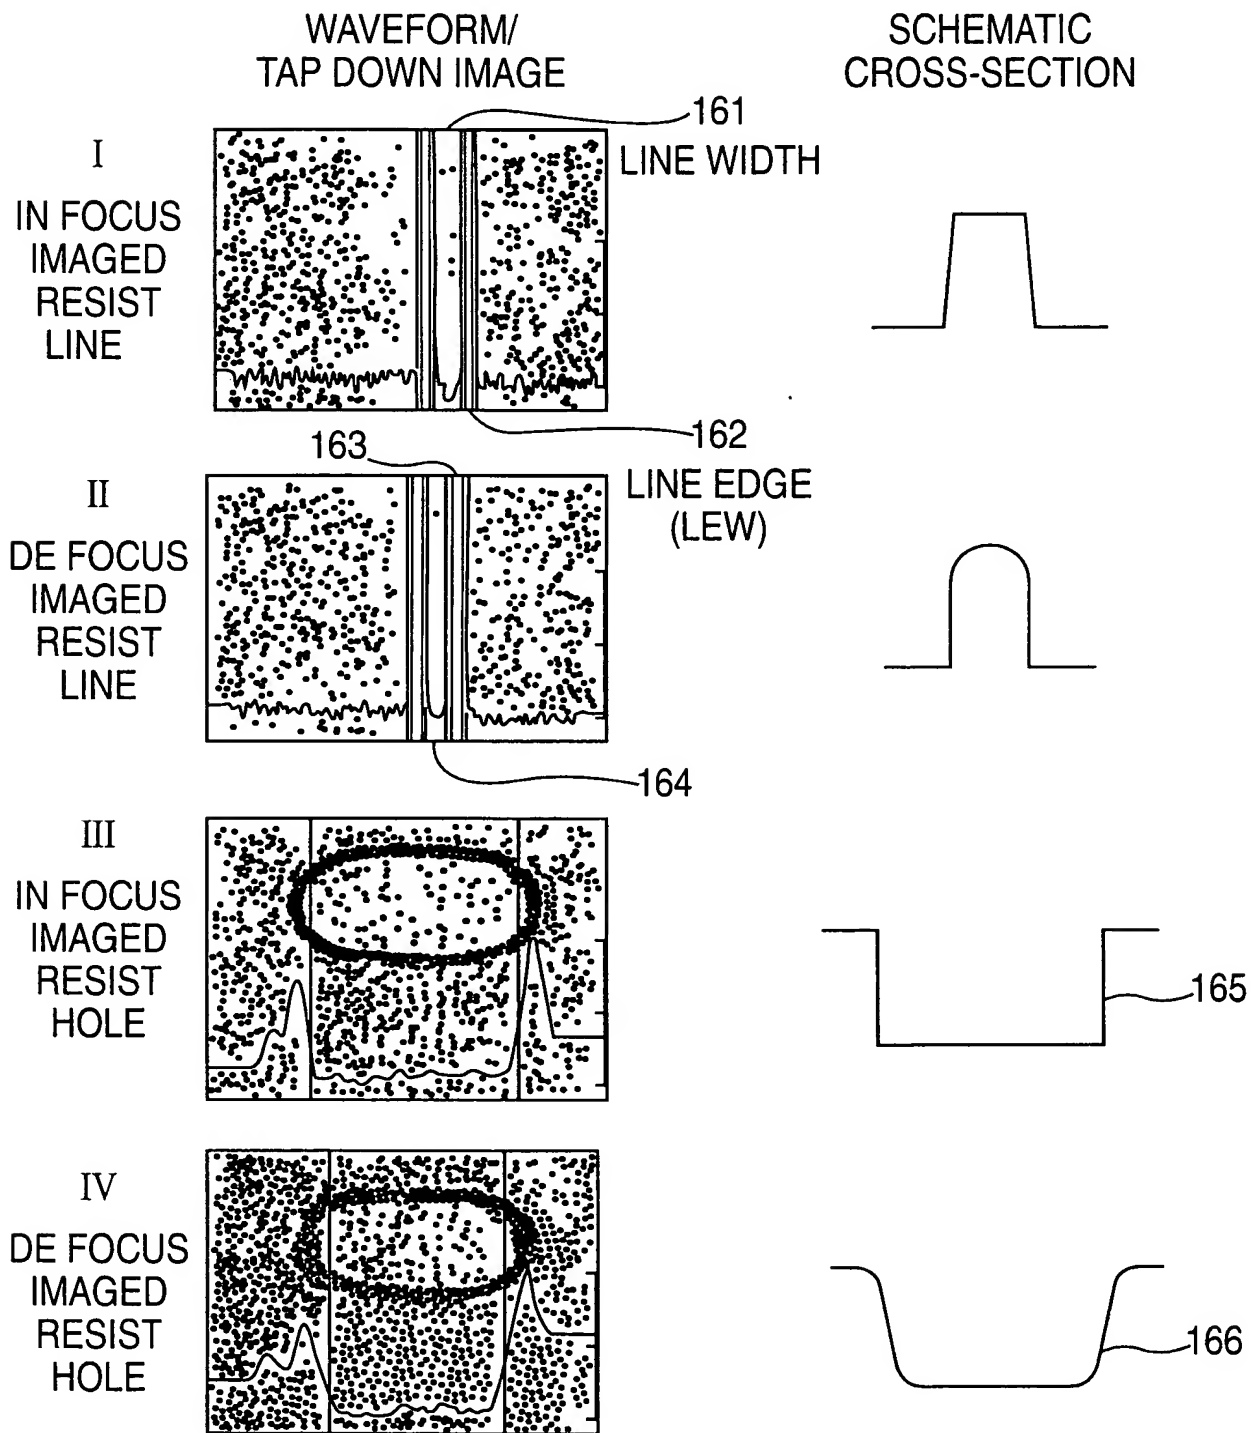 WAVEFORM/
TAP DOWN IMAGE
SCHEMATIC
CROSS-SECTION
161
LINE WIDTH
I
IN FOCUS
IMAGED
RESIST
LINE
162
LINE EDGE
(LEW)
163
II
DE FOCUS
IMAGED
RESIST
LINE
164
III
IN FOCUS
IMAGED
RESIST
HOLE
165
IV
DE FOCUS
IMAGED
RESIST
HOLE
166